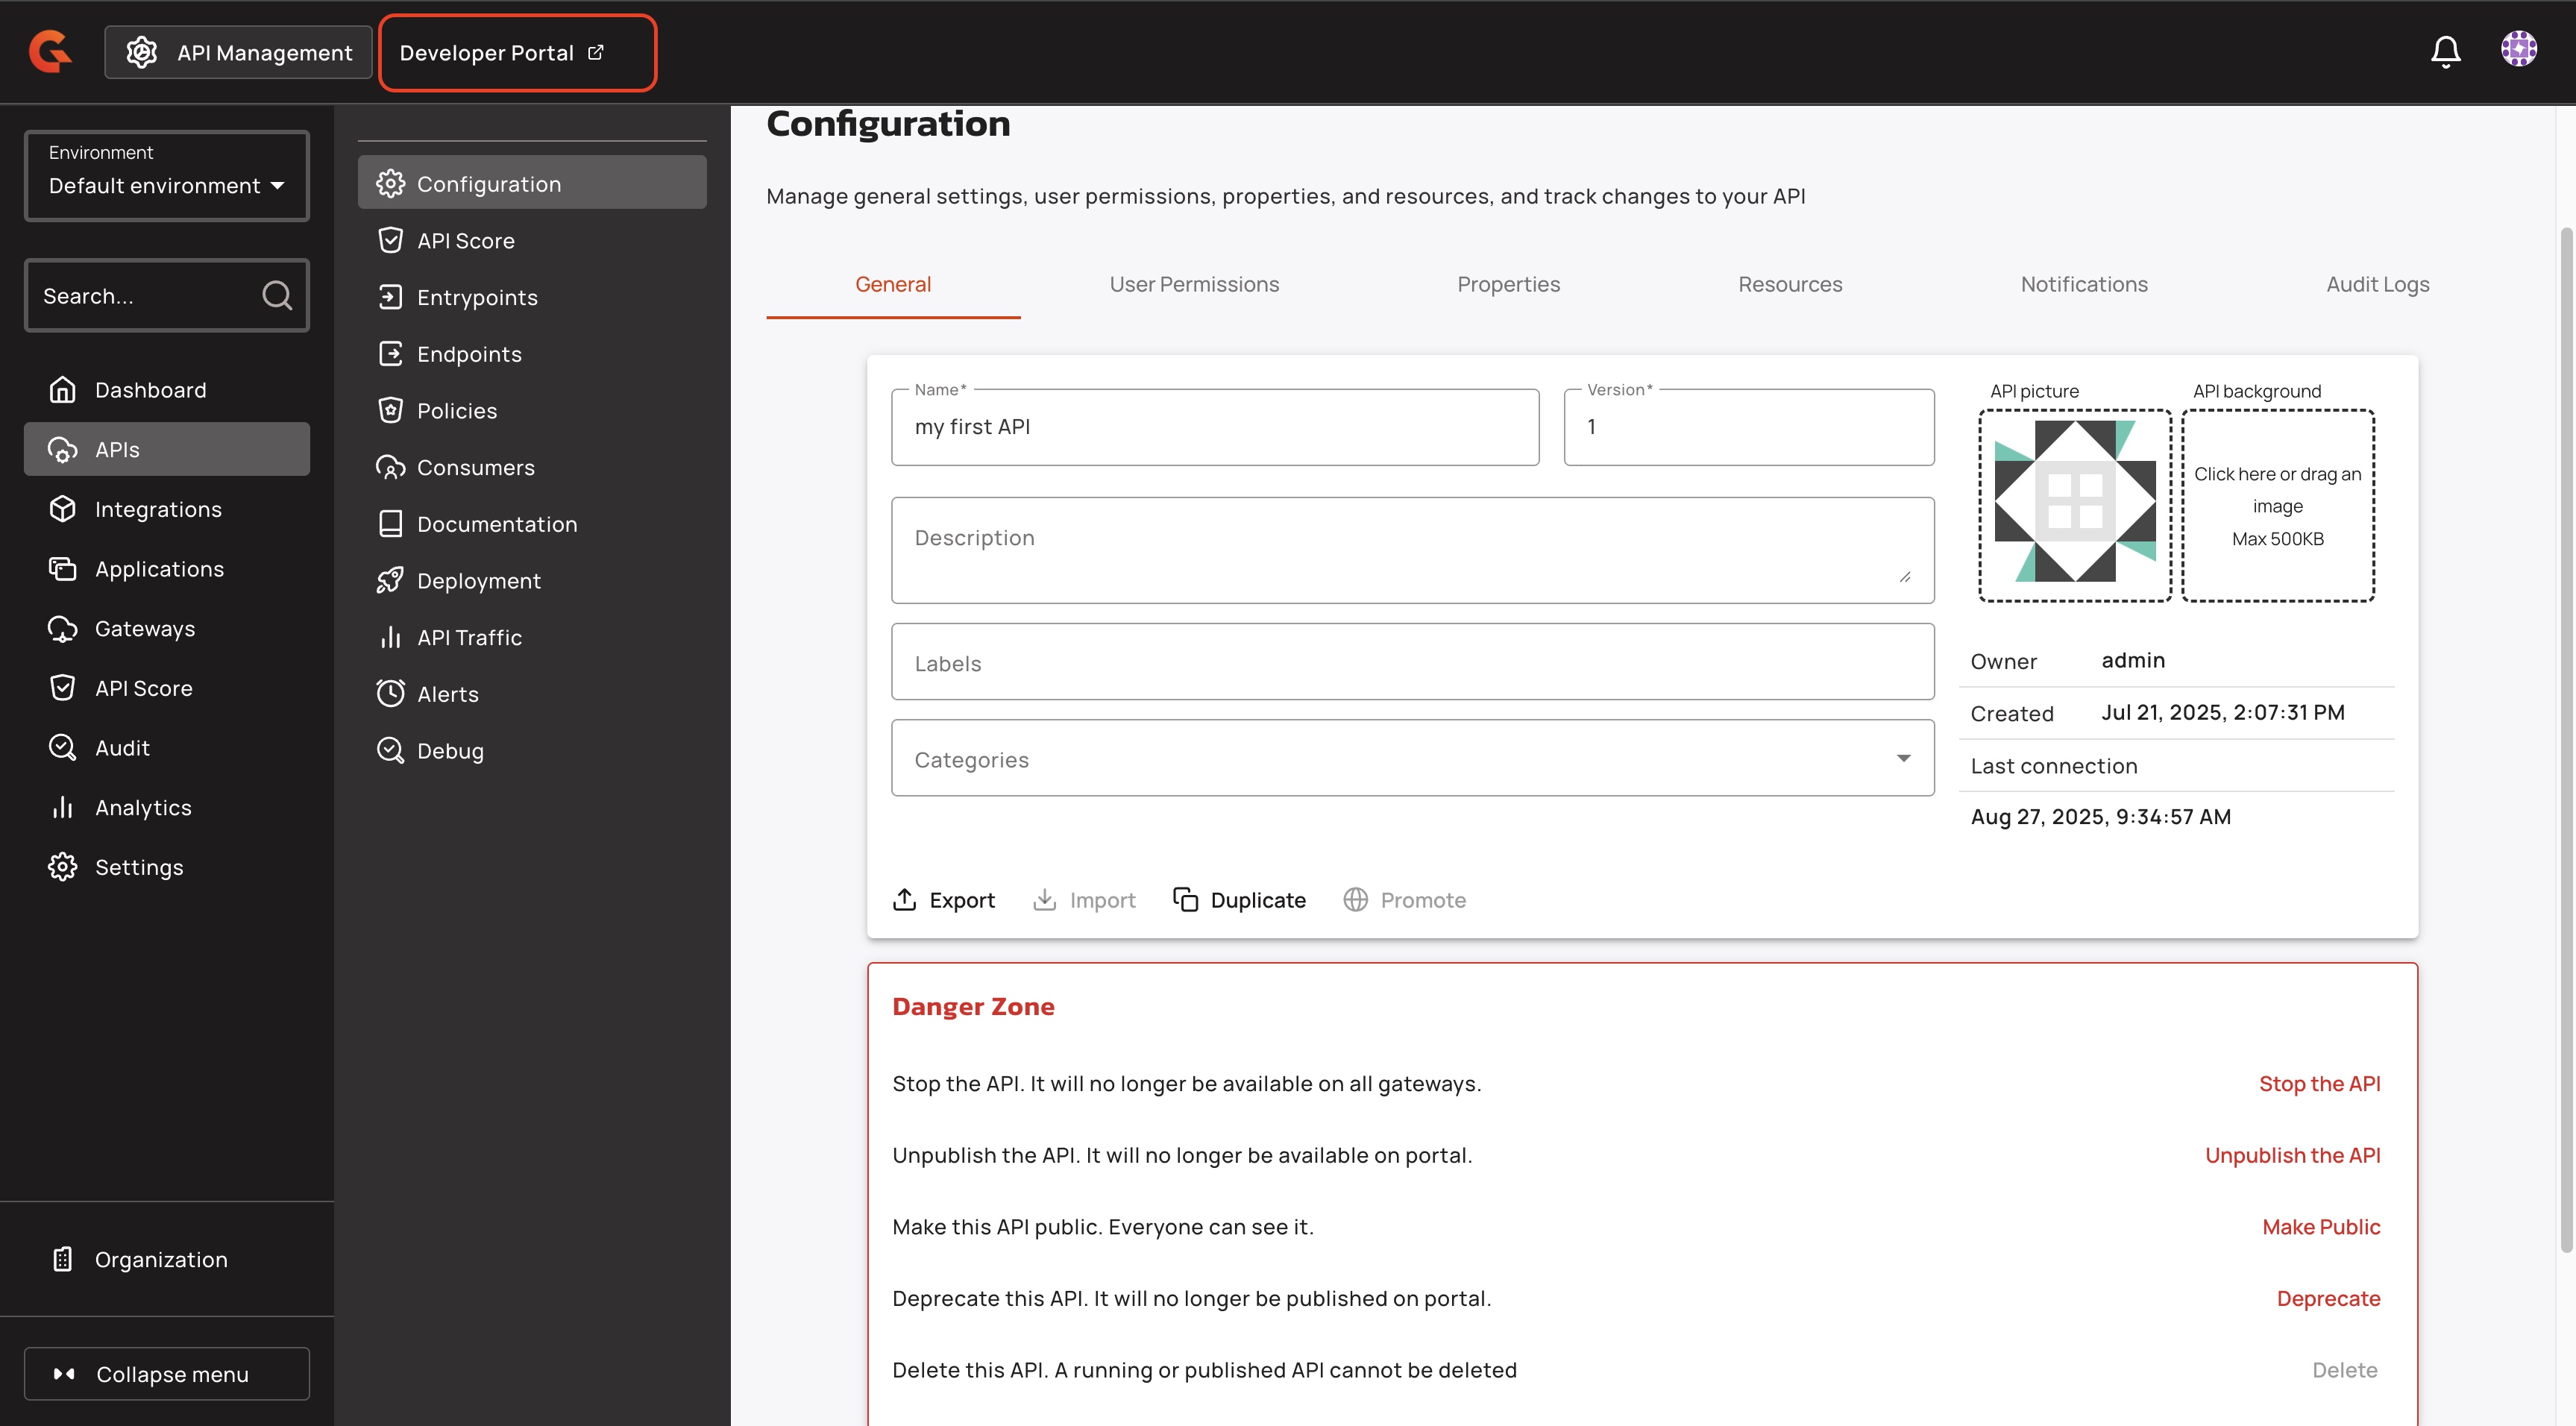 API Management
Developer Portal
Environment
Default environment
Search...
Dashboard
APIs
Integrations
Applications
Gateways
API Score
Audit
Analytics
Settings
Organization
Collapse menu
Configuration
API Score
Entrypoints
Endpoints
Policies
Consumers
Documentation
Deployment
API Traffic
Alerts
Debug
Configuration
Manage general settings, user permissions, properties, and resources, and track changes to your API
General User Permissions Properties Resources Notifications Audit Logs
Name*
my first API
Version*
1
Description
Labels
Categories
API picture
API background
Click here or drag an
image
Max 500KB
Owner admin
Created Jul 21, 2025, 2:07:31 PM
Last connection
Aug 27, 2025, 9:34:57 AM
Export Import Duplicate Promote
Danger Zone
Stop the API. It will no longer be available on all gateways. Stop the API
Unpublish the API. It will no longer be available on portal. Unpublish the API
Make this API public. Everyone can see it. Make Public
Deprecate this API. It will no longer be published on portal. Deprecate
Delete this API. A running or published API cannot be deleted Delete